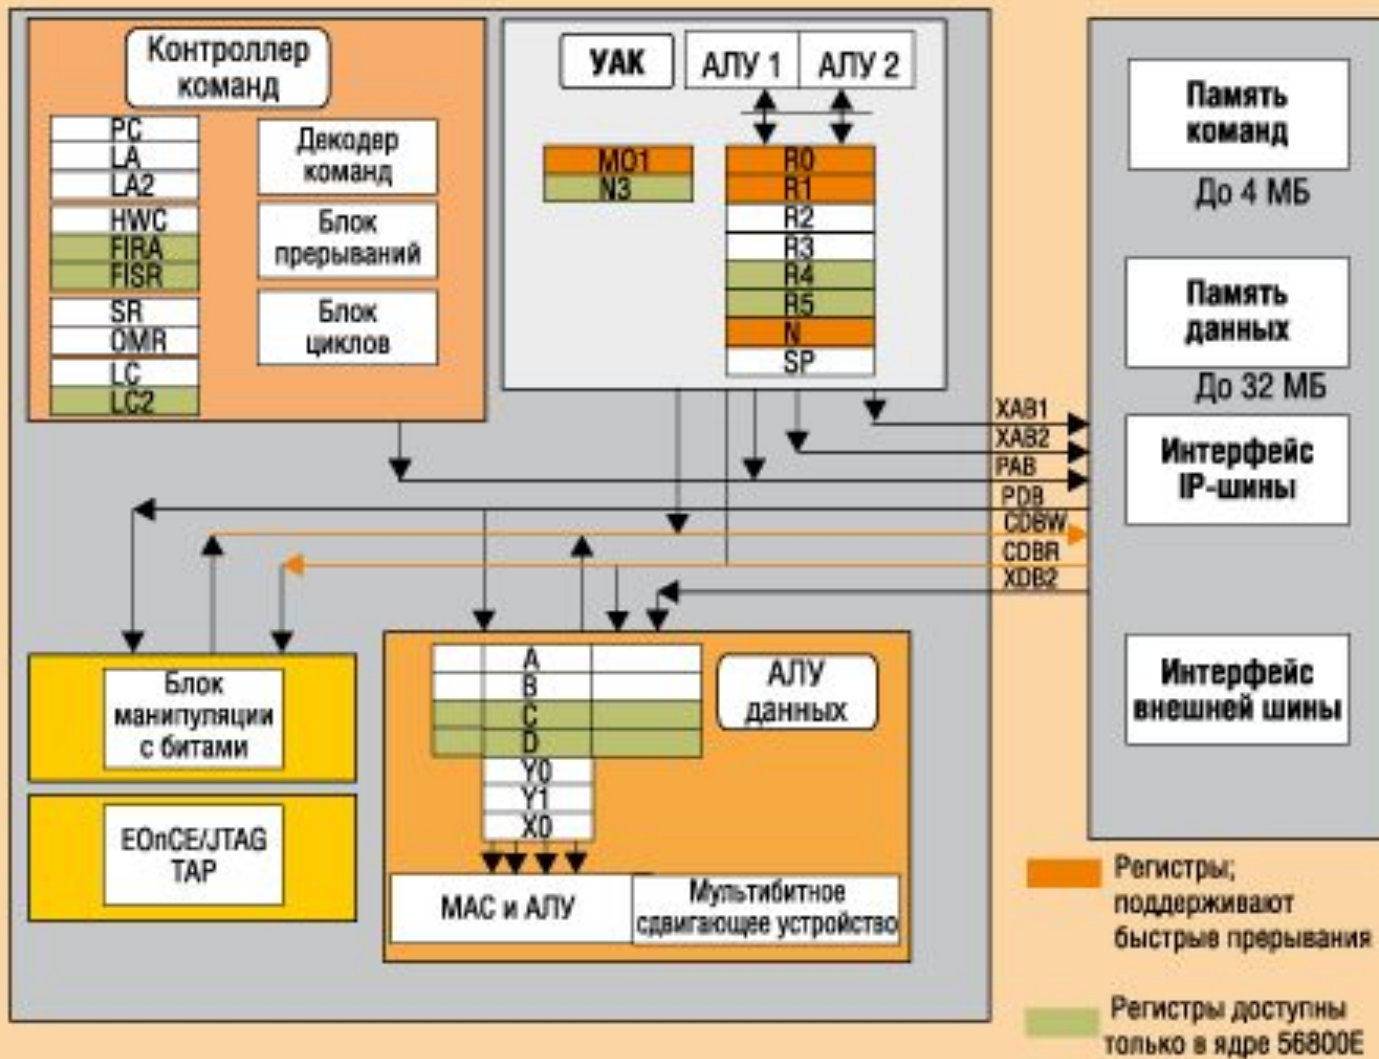 Контроллер
команд
PC
LA
LA2
HWC
FIRA
FISR
SR
OMR
LC
LC2
Декодер
команд
Блок
прерываний
Блок
циклов
УАК
АЛУ 1
АЛУ 2
MO1
N3
R0
R1
R2
R3
R4
R5
N
SP
Память
команд
До 4 МБ
Память
данных
До 32 МБ
Интерфейс
IP-шины
Интерфейс
внешней шины
XAB1
XAB2
PAB
PDB
CDBW
CDBR
XDB2
Блок
манипуляции
с битами
EOnCE/JTAG
TAP
A
B
C
D
Y0
Y1
X0
АЛУ
данных
МАС и АЛУ
Мультибитное
сдвигающее устройство
Регистры;
поддерживают
быстрые прерывания
Регистры доступны
только в ядре 56800E